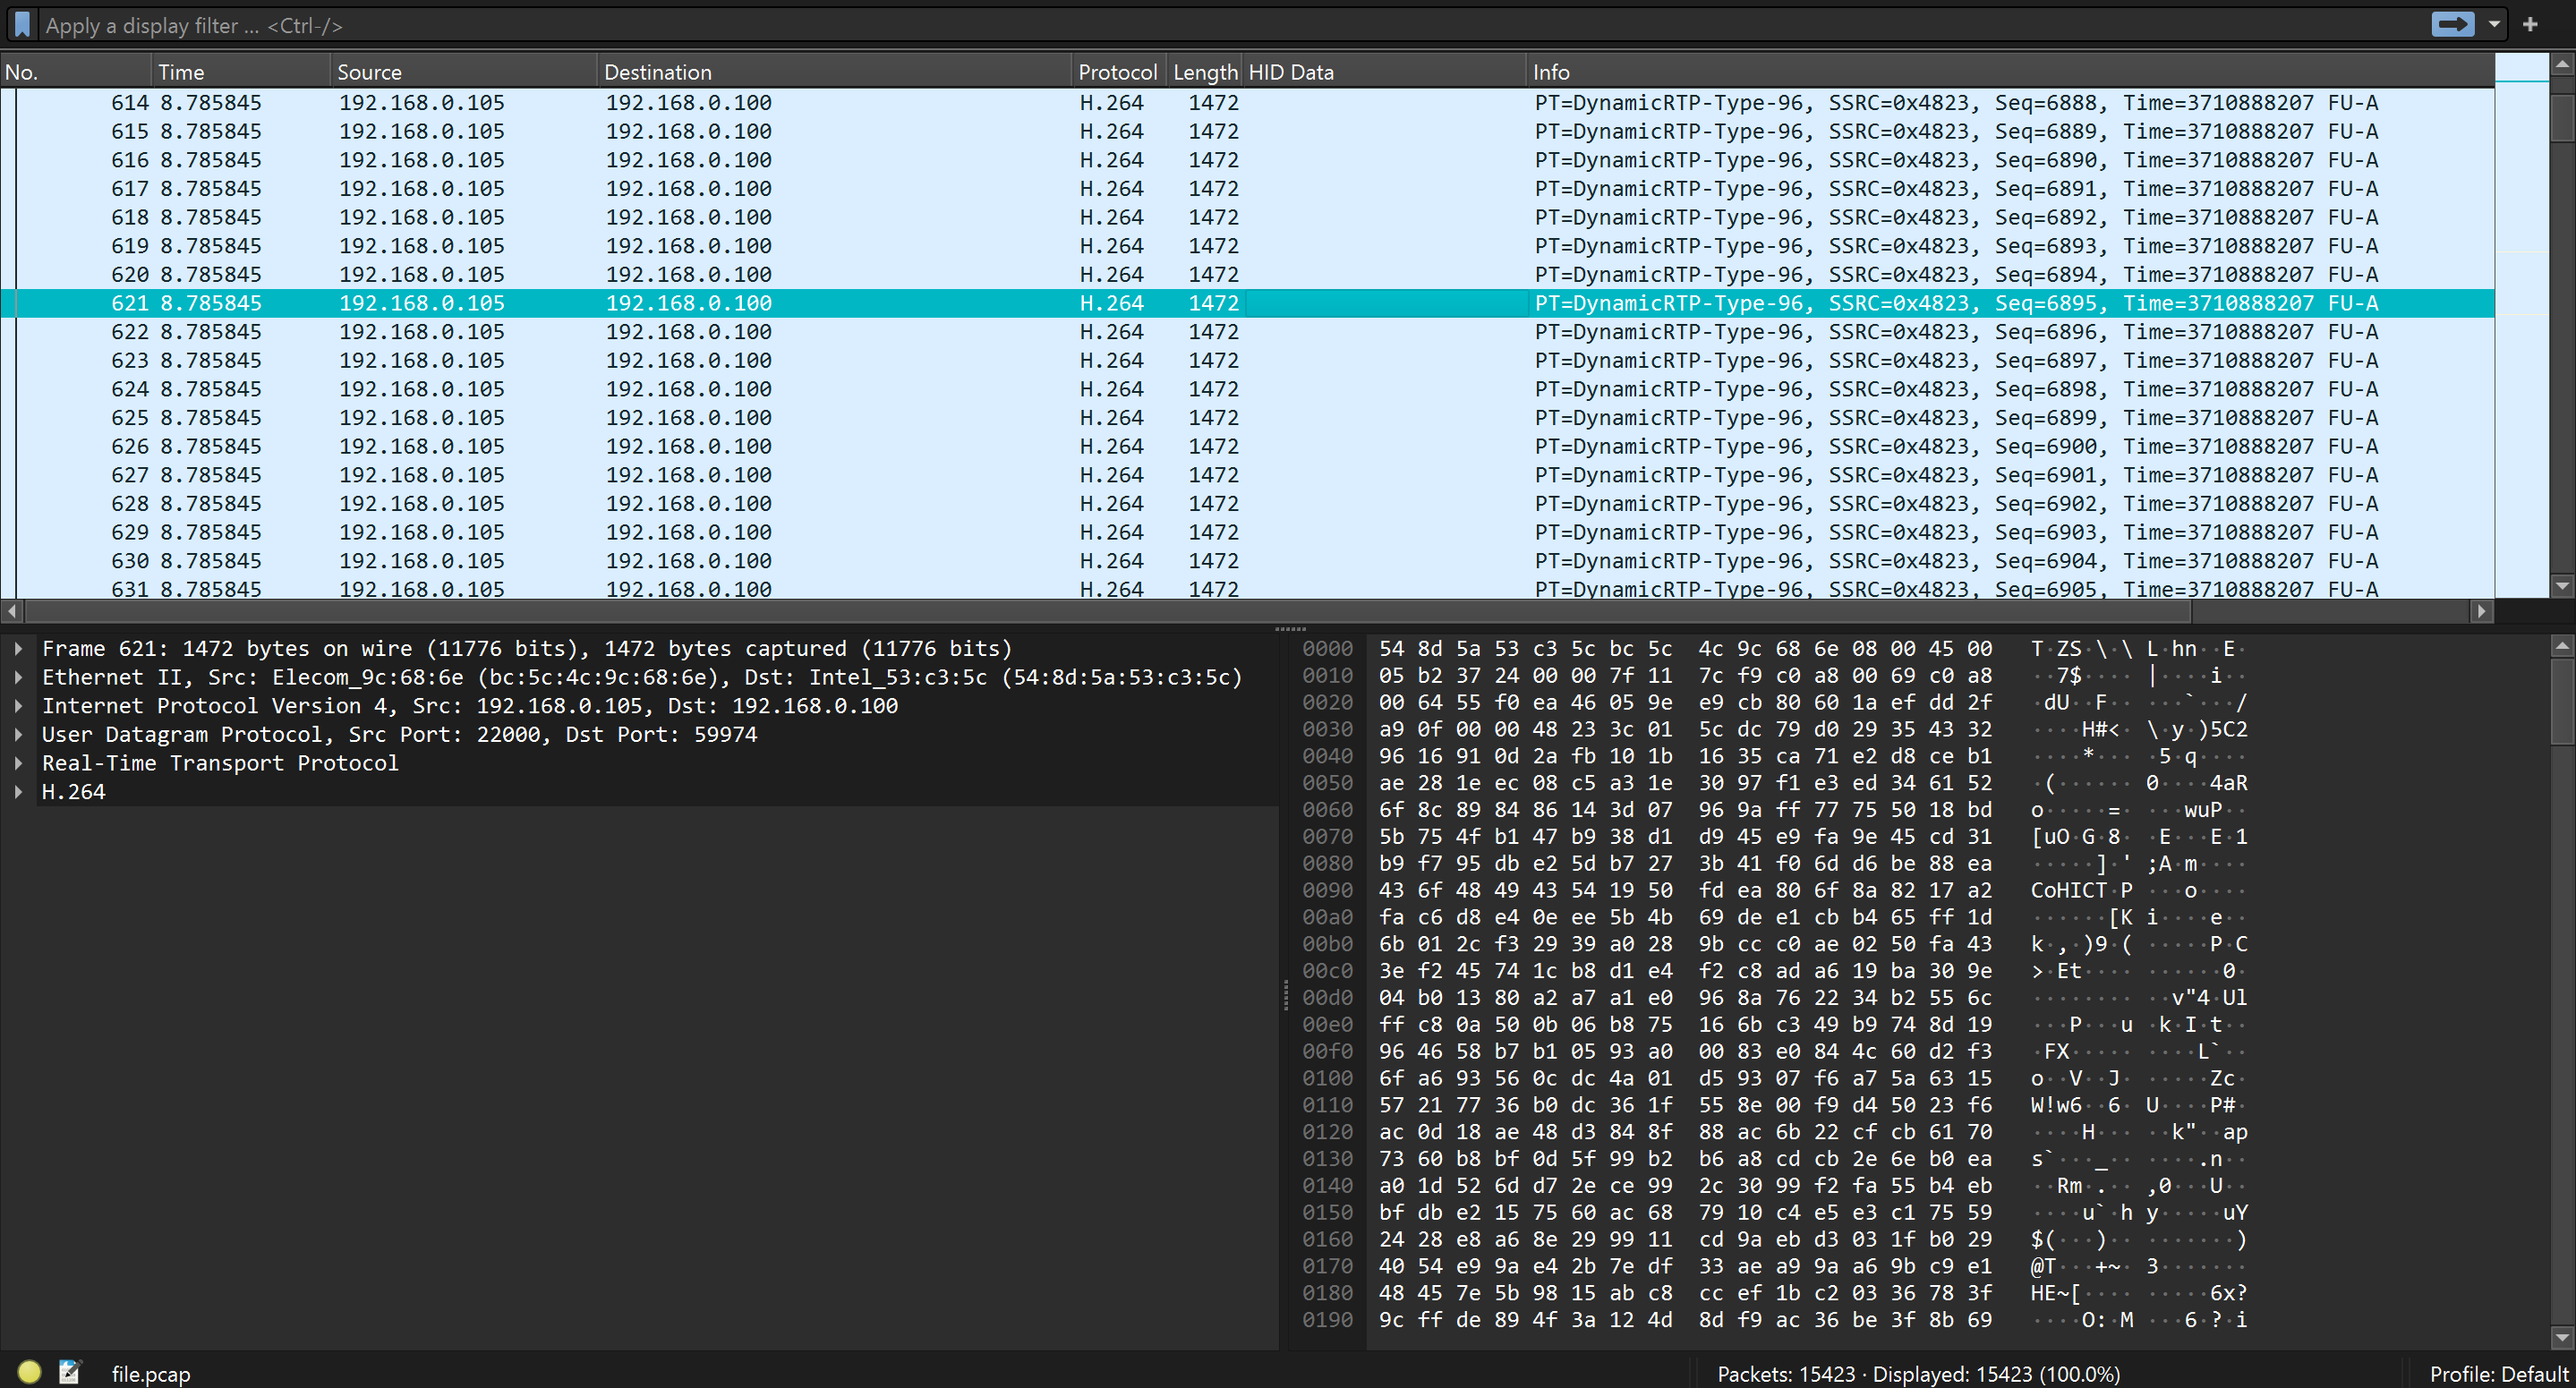 Apply a display filter … <Ctrl-/>
No. Time Source Destination Protocol Length HID Data Info
614 8.785845 192.168.0.105 192.168.0.100 H.264 1472 PT=DynamicRTP-Type-96, SSRC=0x4823, Seq=6888, Time=3710888207 FU-A
615 8.785845 192.168.0.105 192.168.0.100 H.264 1472 PT=DynamicRTP-Type-96, SSRC=0x4823, Seq=6889, Time=3710888207 FU-A
616 8.785845 192.168.0.105 192.168.0.100 H.264 1472 PT=DynamicRTP-Type-96, SSRC=0x4823, Seq=6890, Time=3710888207 FU-A
617 8.785845 192.168.0.105 192.168.0.100 H.264 1472 PT=DynamicRTP-Type-96, SSRC=0x4823, Seq=6891, Time=3710888207 FU-A
618 8.785845 192.168.0.105 192.168.0.100 H.264 1472 PT=DynamicRTP-Type-96, SSRC=0x4823, Seq=6892, Time=3710888207 FU-A
619 8.785845 192.168.0.105 192.168.0.100 H.264 1472 PT=DynamicRTP-Type-96, SSRC=0x4823, Seq=6893, Time=3710888207 FU-A
620 8.785845 192.168.0.105 192.168.0.100 H.264 1472 PT=DynamicRTP-Type-96, SSRC=0x4823, Seq=6894, Time=3710888207 FU-A
621 8.785845 192.168.0.105 192.168.0.100 H.264 1472 PT=DynamicRTP-Type-96, SSRC=0x4823, Seq=6895, Time=3710888207 FU-A
622 8.785845 192.168.0.105 192.168.0.100 H.264 1472 PT=DynamicRTP-Type-96, SSRC=0x4823, Seq=6896, Time=3710888207 FU-A
623 8.785845 192.168.0.105 192.168.0.100 H.264 1472 PT=DynamicRTP-Type-96, SSRC=0x4823, Seq=6897, Time=3710888207 FU-A
624 8.785845 192.168.0.105 192.168.0.100 H.264 1472 PT=DynamicRTP-Type-96, SSRC=0x4823, Seq=6898, Time=3710888207 FU-A
625 8.785845 192.168.0.105 192.168.0.100 H.264 1472 PT=DynamicRTP-Type-96, SSRC=0x4823, Seq=6899, Time=3710888207 FU-A
626 8.785845 192.168.0.105 192.168.0.100 H.264 1472 PT=DynamicRTP-Type-96, SSRC=0x4823, Seq=6900, Time=3710888207 FU-A
627 8.785845 192.168.0.105 192.168.0.100 H.264 1472 PT=DynamicRTP-Type-96, SSRC=0x4823, Seq=6901, Time=3710888207 FU-A
628 8.785845 192.168.0.105 192.168.0.100 H.264 1472 PT=DynamicRTP-Type-96, SSRC=0x4823, Seq=6902, Time=3710888207 FU-A
629 8.785845 192.168.0.105 192.168.0.100 H.264 1472 PT=DynamicRTP-Type-96, SSRC=0x4823, Seq=6903, Time=3710888207 FU-A
630 8.785845 192.168.0.105 192.168.0.100 H.264 1472 PT=DynamicRTP-Type-96, SSRC=0x4823, Seq=6904, Time=3710888207 FU-A
631 8.785845 192.168.0.105 192.168.0.100 H.264 1472 PT=DynamicRTP-Type-96, SSRC=0x4823, Seq=6905, Time=3710888207 FU-A
Frame 621: 1472 bytes on wire (11776 bits), 1472 bytes captured (11776 bits)
Ethernet II, Src: Elecom_9c:68:6e (bc:5c:4c:9c:68:6e), Dst: Intel_53:c3:5c (54:8d:5a:53:c3:5c)
Internet Protocol Version 4, Src: 192.168.0.105, Dst: 192.168.0.100
User Datagram Protocol, Src Port: 22000, Dst Port: 59974
Real-Time Transport Protocol
H.264
0000 54 8d 5a 53 c3 5c bc 5c 4c 9c 68 6e 08 00 45 00 T·ZS·\·\ L·hn··E·
0010 05 b2 37 24 00 00 7f 11 7c f9 c0 a8 00 69 c0 a8 ··7$···· |····i··
0020 00 64 55 f0 ea 46 05 9e e9 cb 80 60 1a ef dd 2f ·dU··F·· ···`···/
0030 a9 0f 00 00 48 23 3c 01 5c dc 79 d0 29 35 43 32 ····H#<· \·y·)5C2
0040 96 16 91 0d 2a fb 10 1b 16 35 ca 71 e2 d8 ce b1 ····*··· ·5·q····
0050 ae 28 1e ec 08 c5 a3 1e 30 97 f1 e3 ed 34 61 52 ·(······ 0····4aR
0060 6f 8c 89 84 86 14 3d 07 96 9a ff 77 75 50 18 bd o·····=· ···wuP··
0070 5b 75 4f b1 47 b9 38 d1 d9 45 e9 fa 9e 45 cd 31 [uO·G·8· ·E···E·1
0080 b9 f7 95 db e2 5d b7 27 3b 41 f0 6d d6 be 88 ea ·····]·' ;A·m····
0090 43 6f 48 49 43 54 19 50 fd ea 80 6f 8a 82 17 a2 CoHICT·P ···o····
00a0 fa c6 d8 e4 0e ee 5b 4b 69 de e1 cb b4 65 ff 1d ······[K i····e··
00b0 6b 01 2c f3 29 39 a0 28 9b cc c0 ae 02 50 fa 43 k·,·)9·( ·····P·C
00c0 3e f2 45 74 1c b8 d1 e4 f2 c8 ad a6 19 ba 30 9e >·Et···· ······0·
00d0 04 b0 13 80 a2 a7 a1 e0 96 8a 76 22 34 b2 55 6c ········ ··v"4·Ul
00e0 ff c8 0a 50 0b 06 b8 75 16 6b c3 49 b9 74 8d 19 ···P···u ·k·I·t··
00f0 96 46 58 b7 b1 05 93 a0 00 83 e0 84 4c 60 d2 f3 ·FX····· ····L`··
0100 6f a6 93 56 0c dc 4a 01 d5 93 07 f6 a7 5a 63 15 o··V··J· ·····Zc·
0110 57 21 77 36 b0 dc 36 1f 55 8e 00 f9 d4 50 23 f6 W!w6··6· U····P#·
0120 ac 0d 18 ae 48 d3 84 8f 88 ac 6b 22 cf cb 61 70 ····H··· ··k"··ap
0130 73 60 b8 bf 0d 5f 99 b2 b6 a8 cd cb 2e 6e b0 ea s`···_·· ····.n··
0140 a0 1d 52 6d d7 2e ce 99 2c 30 99 f2 fa 55 b4 eb ··Rm·.·· ,0···U··
0150 bf db e2 15 75 60 ac 68 79 10 c4 e5 e3 c1 75 59 ····u`·h y·····uY
0160 24 28 e8 a6 8e 29 99 11 cd 9a eb d3 03 1f b0 29 $(···)·· ·······)
0170 40 54 e9 9a e4 2b 7e df 33 ae a9 9a a6 9b c9 e1 @T···+~· 3·······
0180 48 45 7e 5b 98 15 ab c8 cc ef 1b c2 03 36 78 3f HE~[···· ·····6x?
0190 9c ff de 89 4f 3a 12 4d 8d f9 ac 36 be 3f 8b 69 ····O:·M ···6·?·i
file.pcap Packets: 15423 · Displayed: 15423 (100.0%) Profile: Default